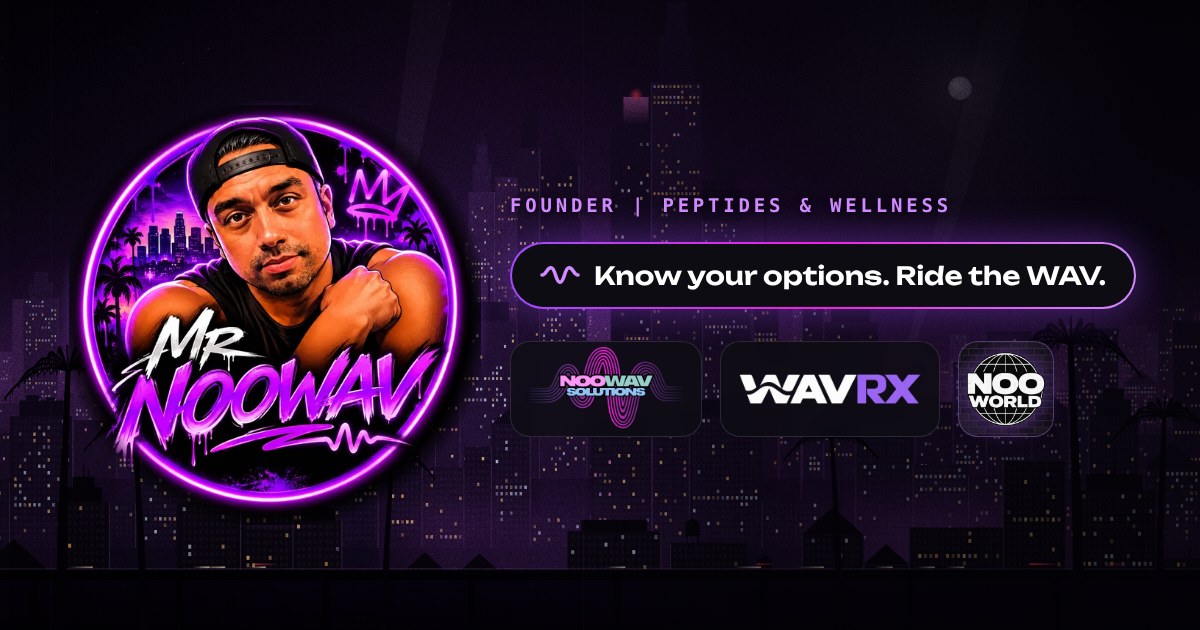 MR
NOOWAV
FOUNDER | PEPTIDES & WELLNESS
Know your options. Ride the WAV.
NOOWAV
SOLUTIONS
WAVRX
NOO
WORLD